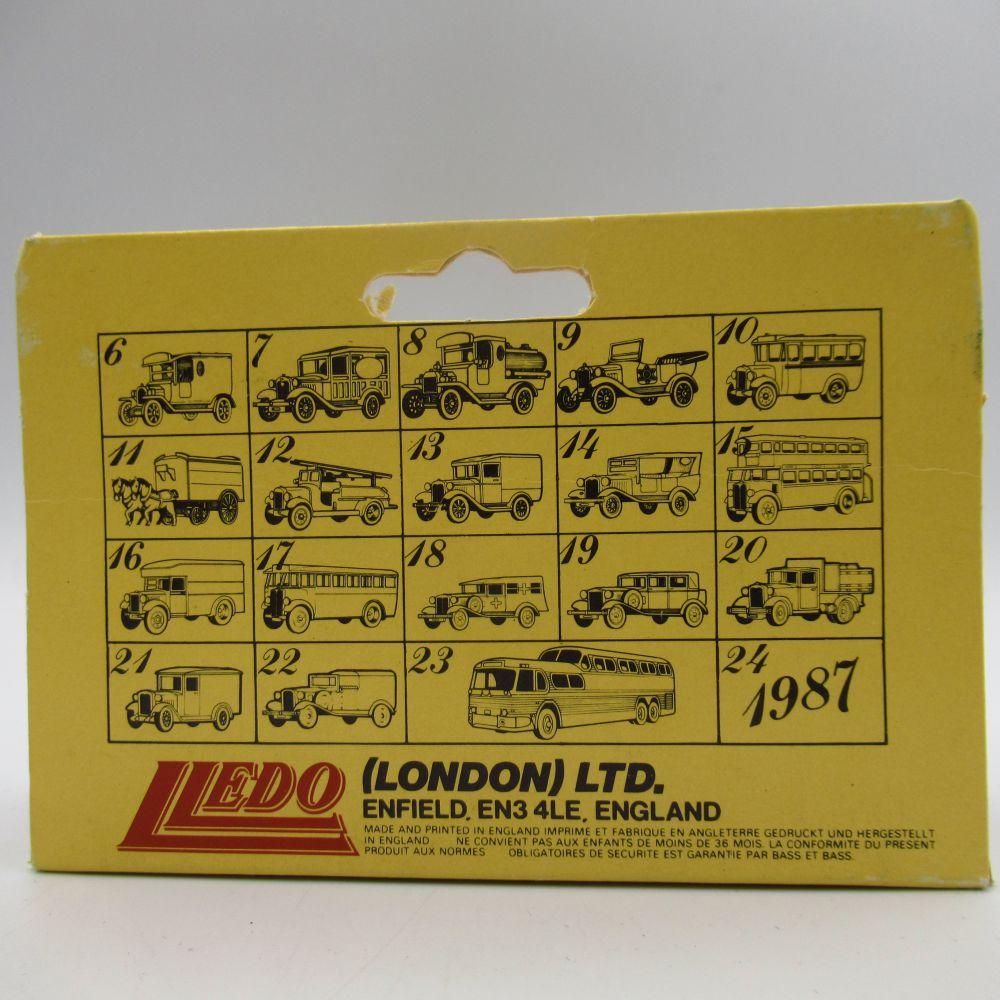 6 7 8 9 10
11 12 13 14 15
16 17 18 19 20
21 22 23 24 1987
LLEDO
(LONDON) LTD.
ENFIELD, EN3 4LE, ENGLAND
MADE AND PRINTED IN ENGLAND IMPRIME ET FABRIQUE EN ANGLETERRE GEDRUCKT UND HERGESTELLT
IN ENGLAND NE CONVIENT PAS AUX ENFANTS DE MOINS DE 36 MOIS. LA CONFORMITE DU PRESENT
PRODUIT AUX NORMES OBLIGATOIRES DE SECURITE EST GARANTIE PAR BASS ET BASS.